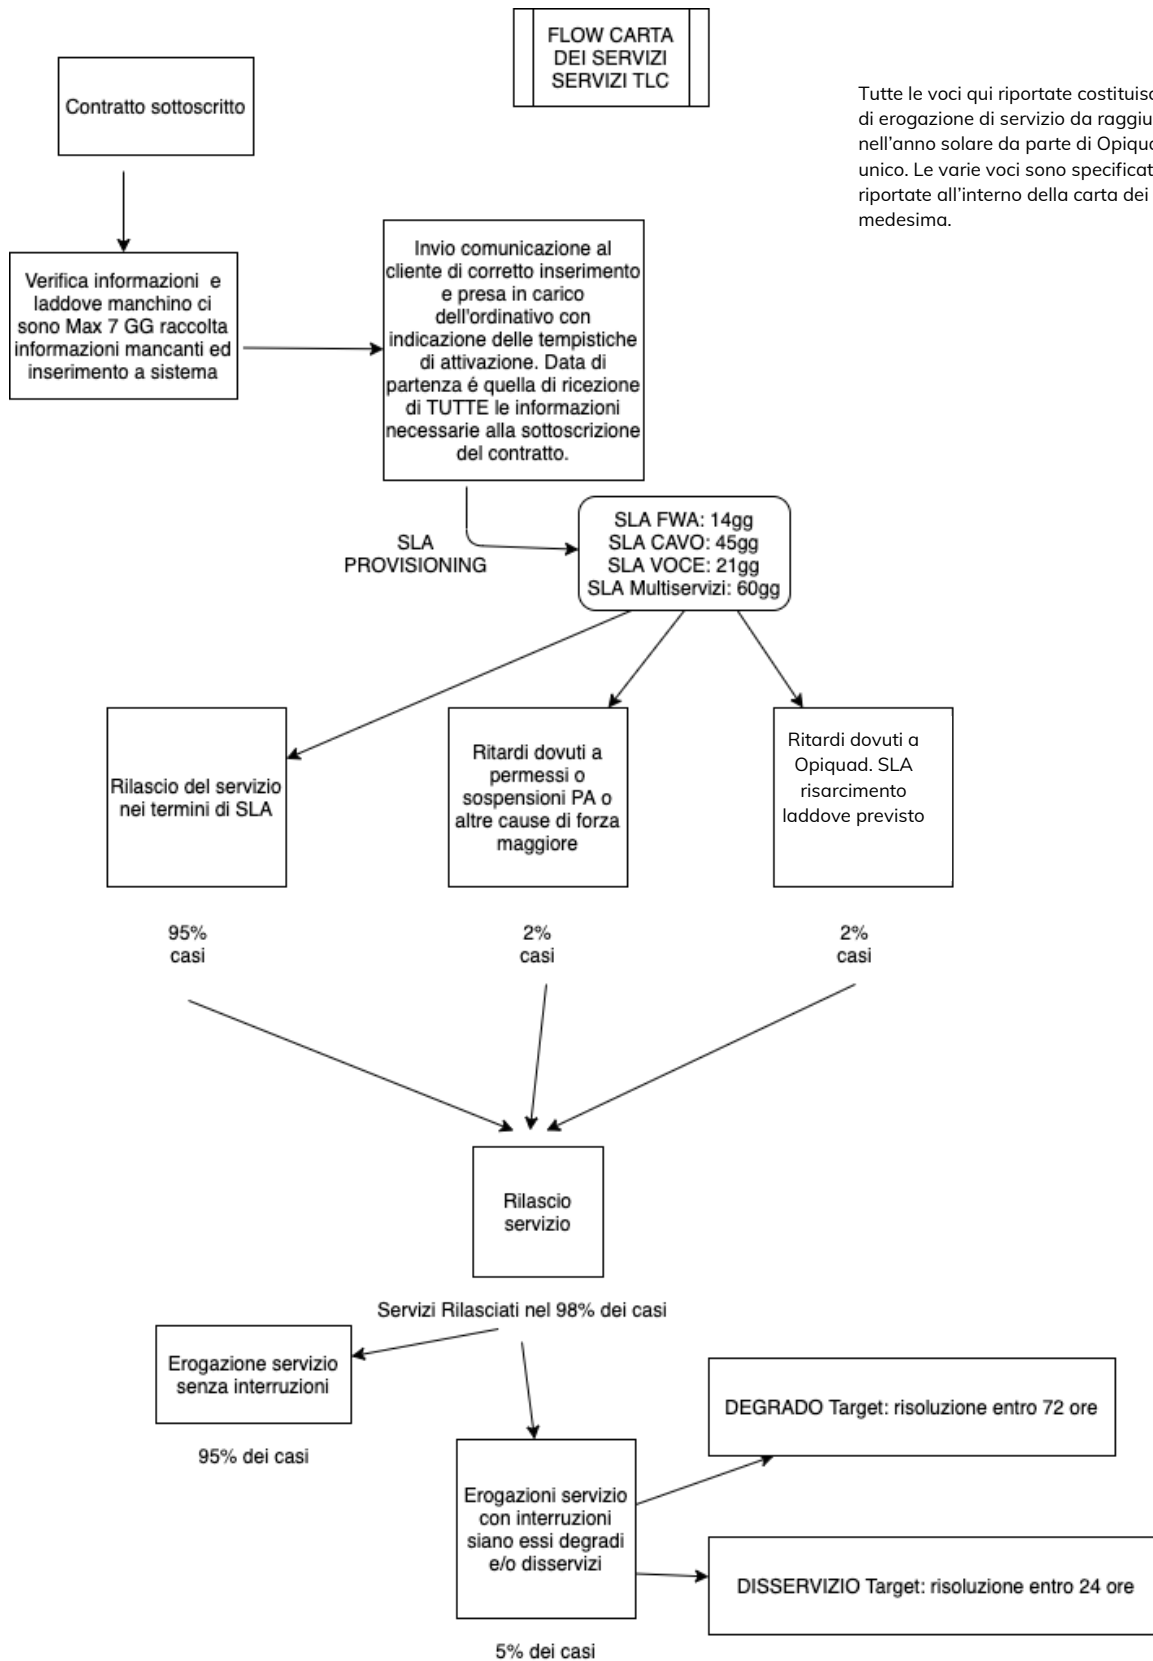 FLOW CARTA
DEI SERVIZI
SERVIZI TLC
Contratto sottoscritto
Tutte le voci qui riportate
di erogazione di servizio da
nell'anno solare da parte di
unico. Le varie voci sono
riportate all'interno della carta dei
medesima.
Verifica informazioni e
laddove manchino ci
sono Max 7 GG raccolta
informazioni mancanti ed
inserimento a sistema
Invio comunicazione al
cliente di corretto inserimento
e presa in carico
dell'ordinativo con
indicazione delle tempistiche
di attivazione. Data di
partenza é quella di ricezione
di TUTTE le informazioni
necessarie alla sottoscrizione
del contratto.
SLA
PROVISIONING
SLA FWA: 14gg
SLA CAVO: 45gg
SLA VOCE: 21gg
SLA Multiservizi: 60gg
Rilascio del servizio
nei termini di SLA
Ritardi dovuti a
permessi o
sospensioni PA o
altre cause di forza
maggiore
Ritardi dovuti a
Opiquad. SLA
risarcimento
laddove previsto
95%
casi
2%
casi
2%
casi
Rilascio
servizio
Servizi Rilasciati nel 98% dei casi
Erogazione servizio
senza interruzioni
95% dei casi
Erogazioni servizio
con interruzioni
siano essi degradi
e/o disservizi
5% dei casi
DEGRADO Target: risoluzione entro 72 ore
DISSERVIZIO Target: risoluzione entro 24 ore